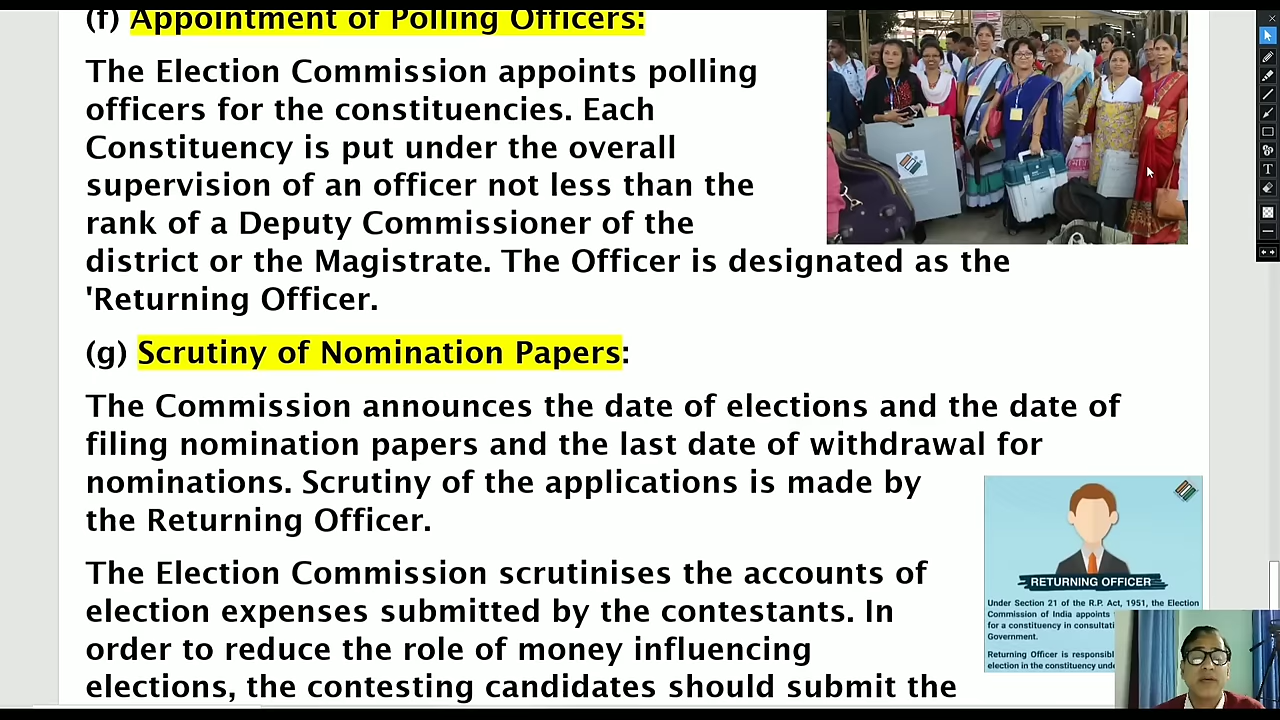 (f) Appointment of Polling Officers:
The Election Commission appoints polling
officers for the constituencies. Each
Constituency is put under the overall
supervision of an officer not less than the
rank of a Deputy Commissioner of the
district or the Magistrate. The Officer is designated as the
'Returning Officer.
(g) Scrutiny of Nomination Papers:
The Commission announces the date of elections and the date of
filing nomination papers and the last date of withdrawal for
nominations. Scrutiny of the applications is made by
the Returning Officer.
The Election Commission scrutinises the accounts of
election expenses submitted by the contestants. In
order to reduce the role of money influencing
elections, the contesting candidates should submit the
RETURNING OFFICER
Under Section 21 of the R.P. Act, 1951, the Election
Commission of India appoints
for a constituency in
Government.
Returning Officer is
election in the constituency